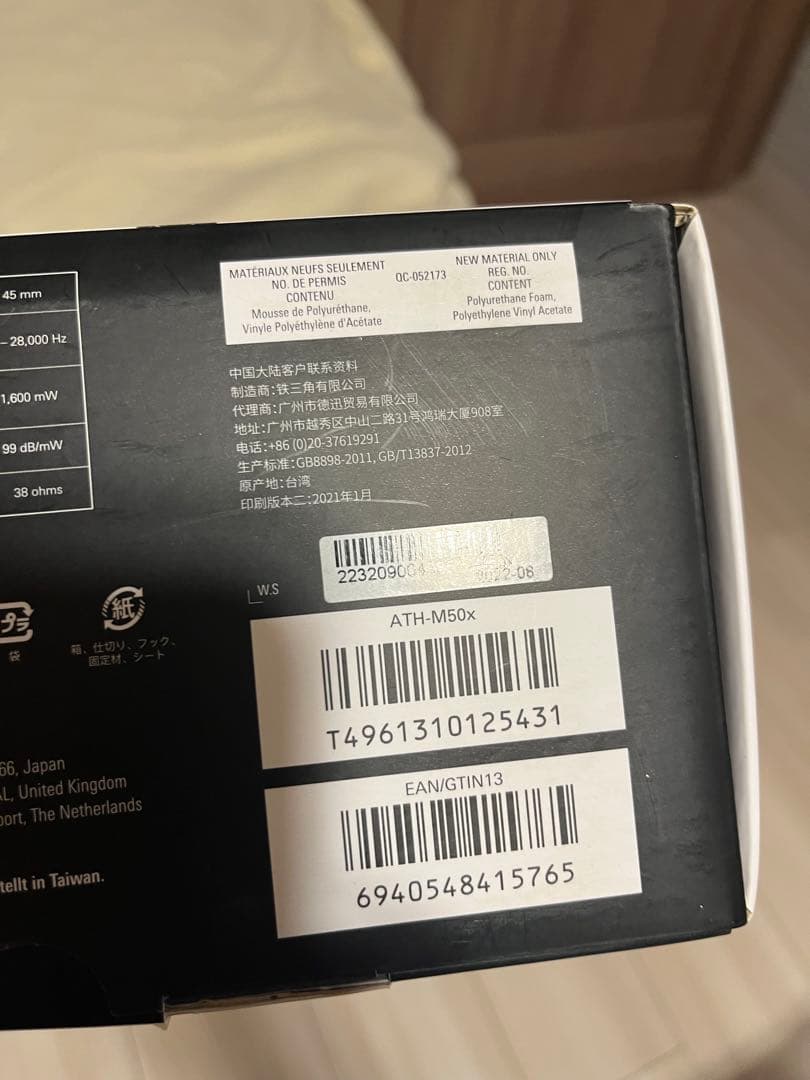 45 mm
– 28,000 Hz
1,600 mW
99 dB/mW
38 ohms
MATÉRIAUX NEUFS SEULEMENT
NO. DE PERMIS
CONTENU
Mousse de Polyuréthane,
Vinyle Polyéthylène d'Acétate
QC-052173
NEW MATERIAL ONLY
REG. NO.
CONTENT
Polyurethane Foam,
Polyethylene Vinyl Acetate
中国大陆客户联系资料
制造商:铁三角有限公司
代理商:广州市德迅贸易有限公司
地址:广州市越秀区中山二路31号鸿瑞大厦908室
电话:+86 (0)20-37619291
生产标准:GB8898-2011, GB/T13837-2012
原产地:台湾
印刷版本二:2021年1月
W.S
2232090
2022-08
プラ
袋
紙
箱、仕切り、フック、
固定材、シート
ATH-M50x
T4961310125431
EAN/GTIN13
6940548415765
66, Japan
AL, United Kingdom
port, The Netherlands
tellt in Taiwan.